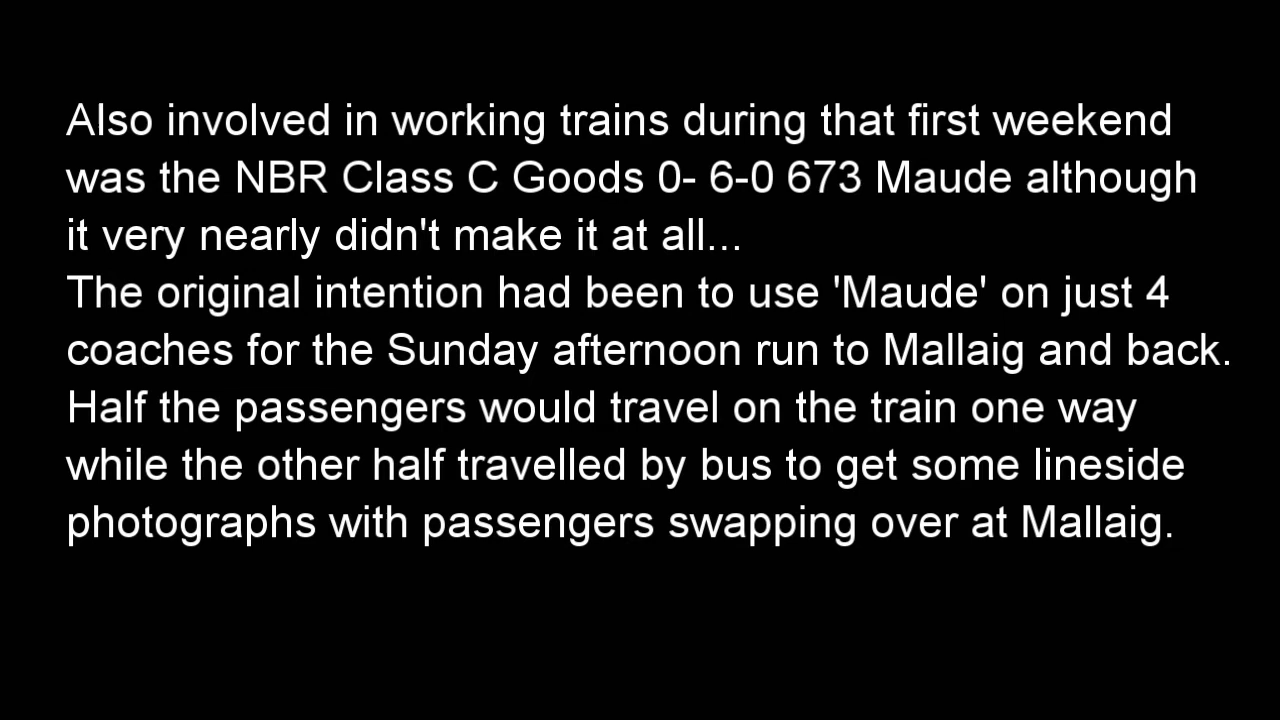 Also involved in working trains during that first weekend
was the NBR Class C Goods 0- 6-0 673 Maude although
it very nearly didn't make it at all...
The original intention had been to use 'Maude' on just 4
coaches for the Sunday afternoon run to Mallaig and back.
Half the passengers would travel on the train one way
while the other half travelled by bus to get some lineside
photographs with passengers swapping over at Mallaig.